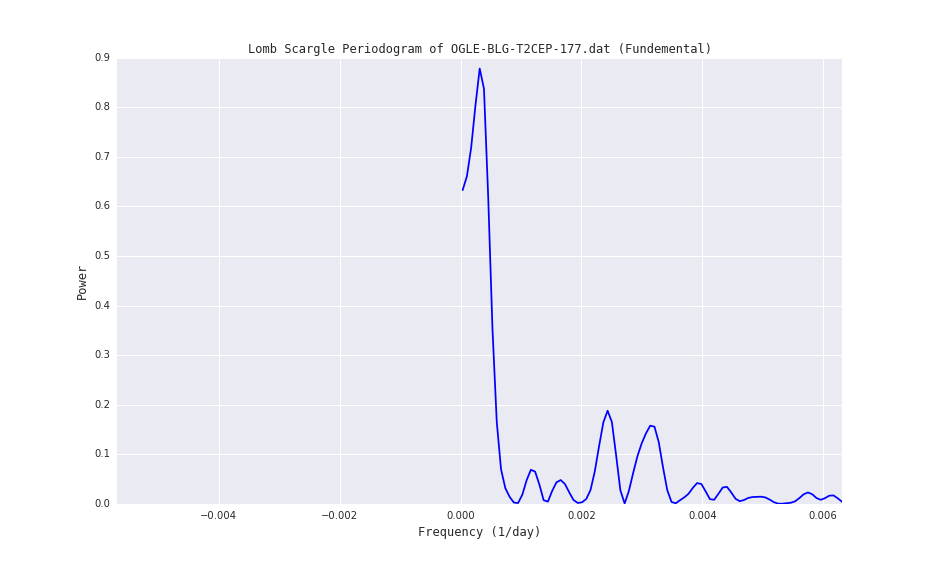 Lomb Scargle Periodogram of OGLE-BLG-T2CEP-177.dat (Fundemental)
0.9
0.8
0.7
0.6
0.5
0.4
0.3
0.2
0.1
0.0
Power
−0.004 −0.002 0.000 0.002 0.004 0.006
Frequency (1/day)